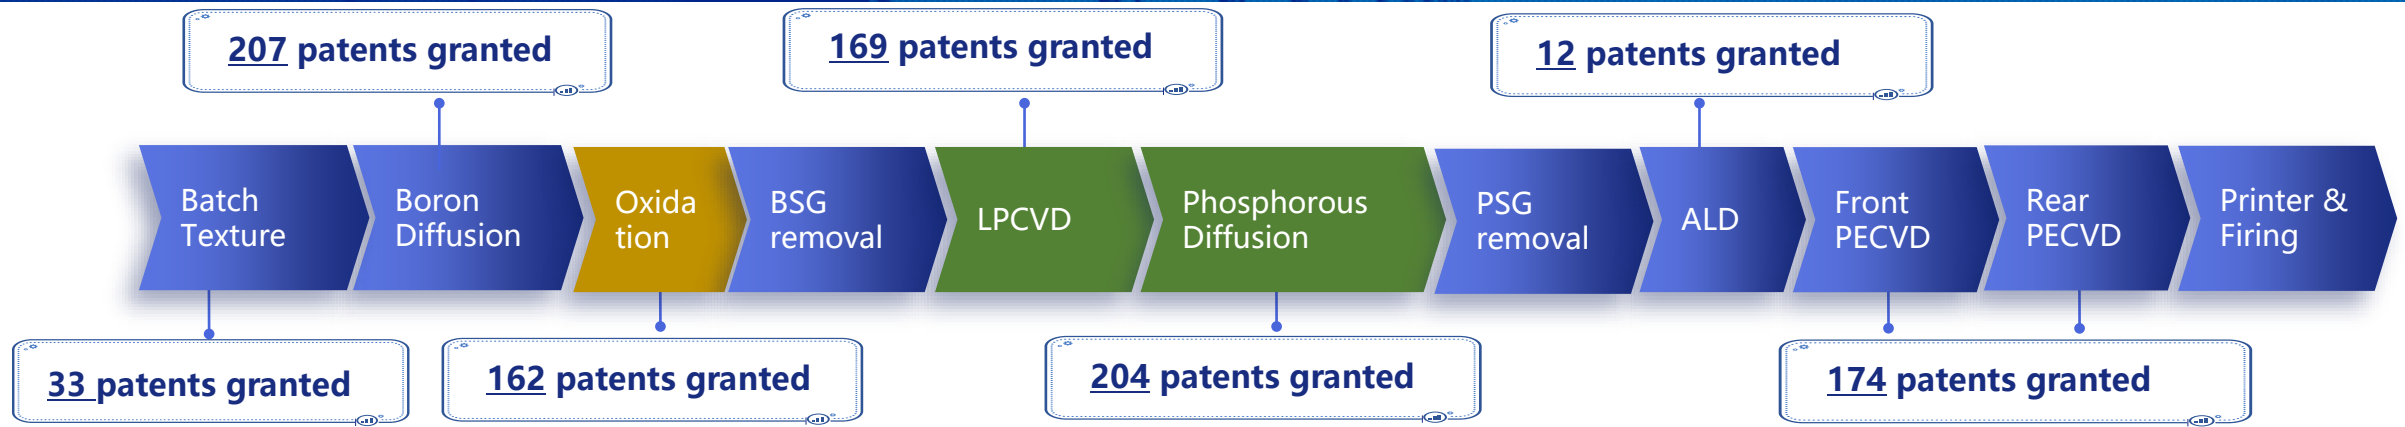 207 patents granted
169 patents granted
12 patents granted
Batch
Texture
Boron
Diffusion
Oxida
tion
BSG
removal
LPCVD
Phosphorous
Diffusion
PSG
removal
ALD
Front
PECVD
Rear
PECVD
Printer &
Firing
33 patents granted
162 patents granted
204 patents granted
174 patents granted